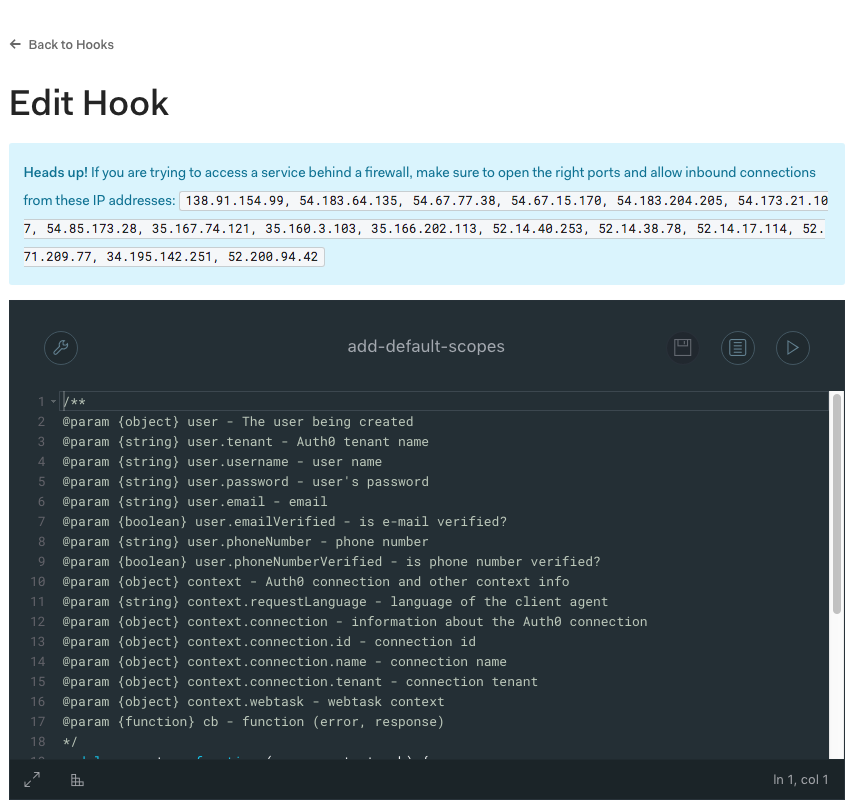 ← Back to Hooks
Edit Hook
Heads up! If you are trying to access a service behind a firewall, make sure to open the right ports and allow inbound connections
from these IP addresses: 138.91.154.99, 54.183.64.135, 54.67.77.38, 54.67.15.170, 54.183.204.205, 54.173.21.10
7, 54.85.173.28, 35.167.74.121, 35.160.3.103, 35.166.202.113, 52.14.40.253, 52.14.38.78, 52.14.17.114, 52.
71.209.77, 34.195.142.251, 52.200.94.42
add-default-scopes
1 /**
2 @param {object} user - The user being created
3 @param {string} user.tenant - Auth0 tenant name
4 @param {string} user.username - user name
5 @param {string} user.password - user's password
6 @param {string} user.email - email
7 @param {boolean} user.emailVerified - is e-mail verified?
8 @param {string} user.phoneNumber - phone number
9 @param {boolean} user.phoneNumberVerified - is phone number verified?
10 @param {object} context - Auth0 connection and other context info
11 @param {string} context.requestLanguage - language of the client agent
12 @param {object} context.connection - information about the Auth0 connection
13 @param {object} context.connection.id - connection id
14 @param {object} context.connection.name - connection name
15 @param {object} context.connection.tenant - connection tenant
16 @param {object} context.webtask - webtask context
17 @param {function} cb - function (error, response)
18 */
ln 1, col 1